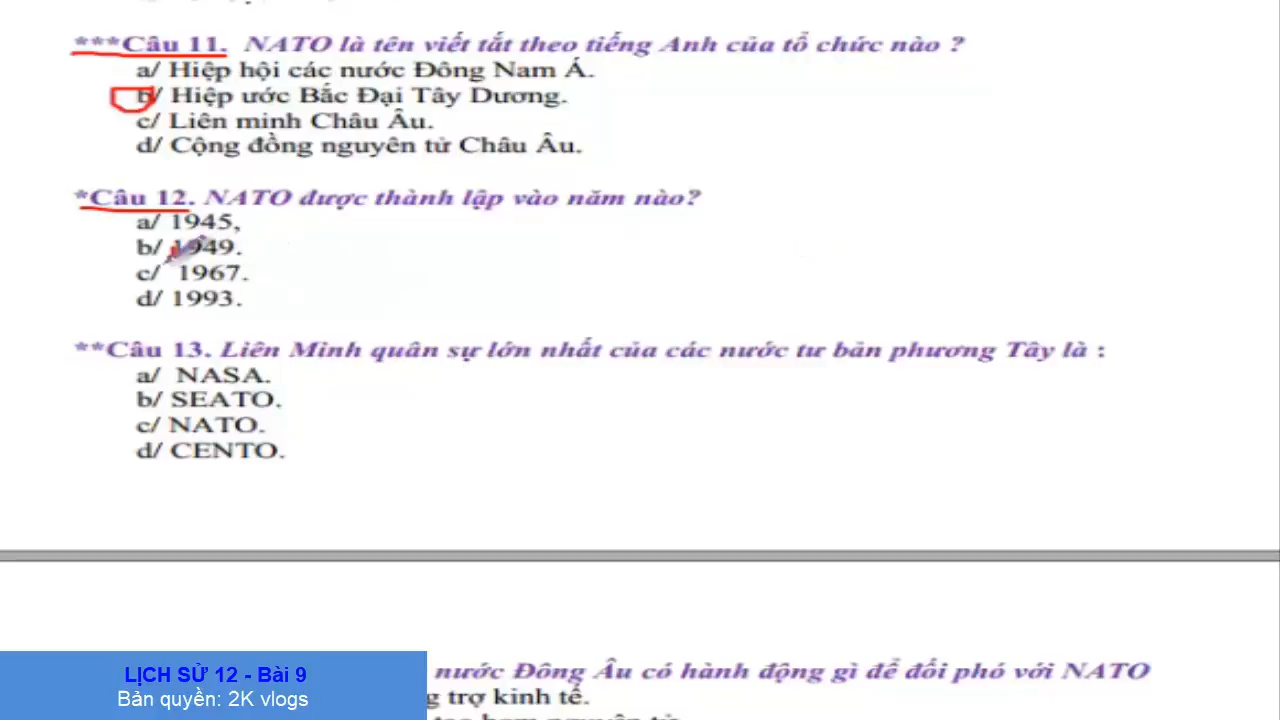 ***Câu 11. NATO là tên viết tắt theo tiếng Anh của tổ chức nào ?
a/ Hiệp hội các nước Đông Nam Á.
b/ Hiệp ước Bắc Đại Tây Dương.
c/ Liên minh Châu Âu.
d/ Cộng đồng nguyên tử Châu Âu.
*Câu 12. NATO được thành lập vào năm nào?
a/ 1945,
b/ 1949.
c/ 1967.
d/ 1993.
**Câu 13. Liên Minh quân sự lớn nhất của các nước tư bản phương Tây là :
a/ NASA.
b/ SEATO.
c/ NATO.
d/ CENTO.
nước Đông Âu có hành động gì để đối phó với NATO
trợ kinh tế.
LỊCH SỬ 12 - Bài 9
Bản quyền: 2K vlogs